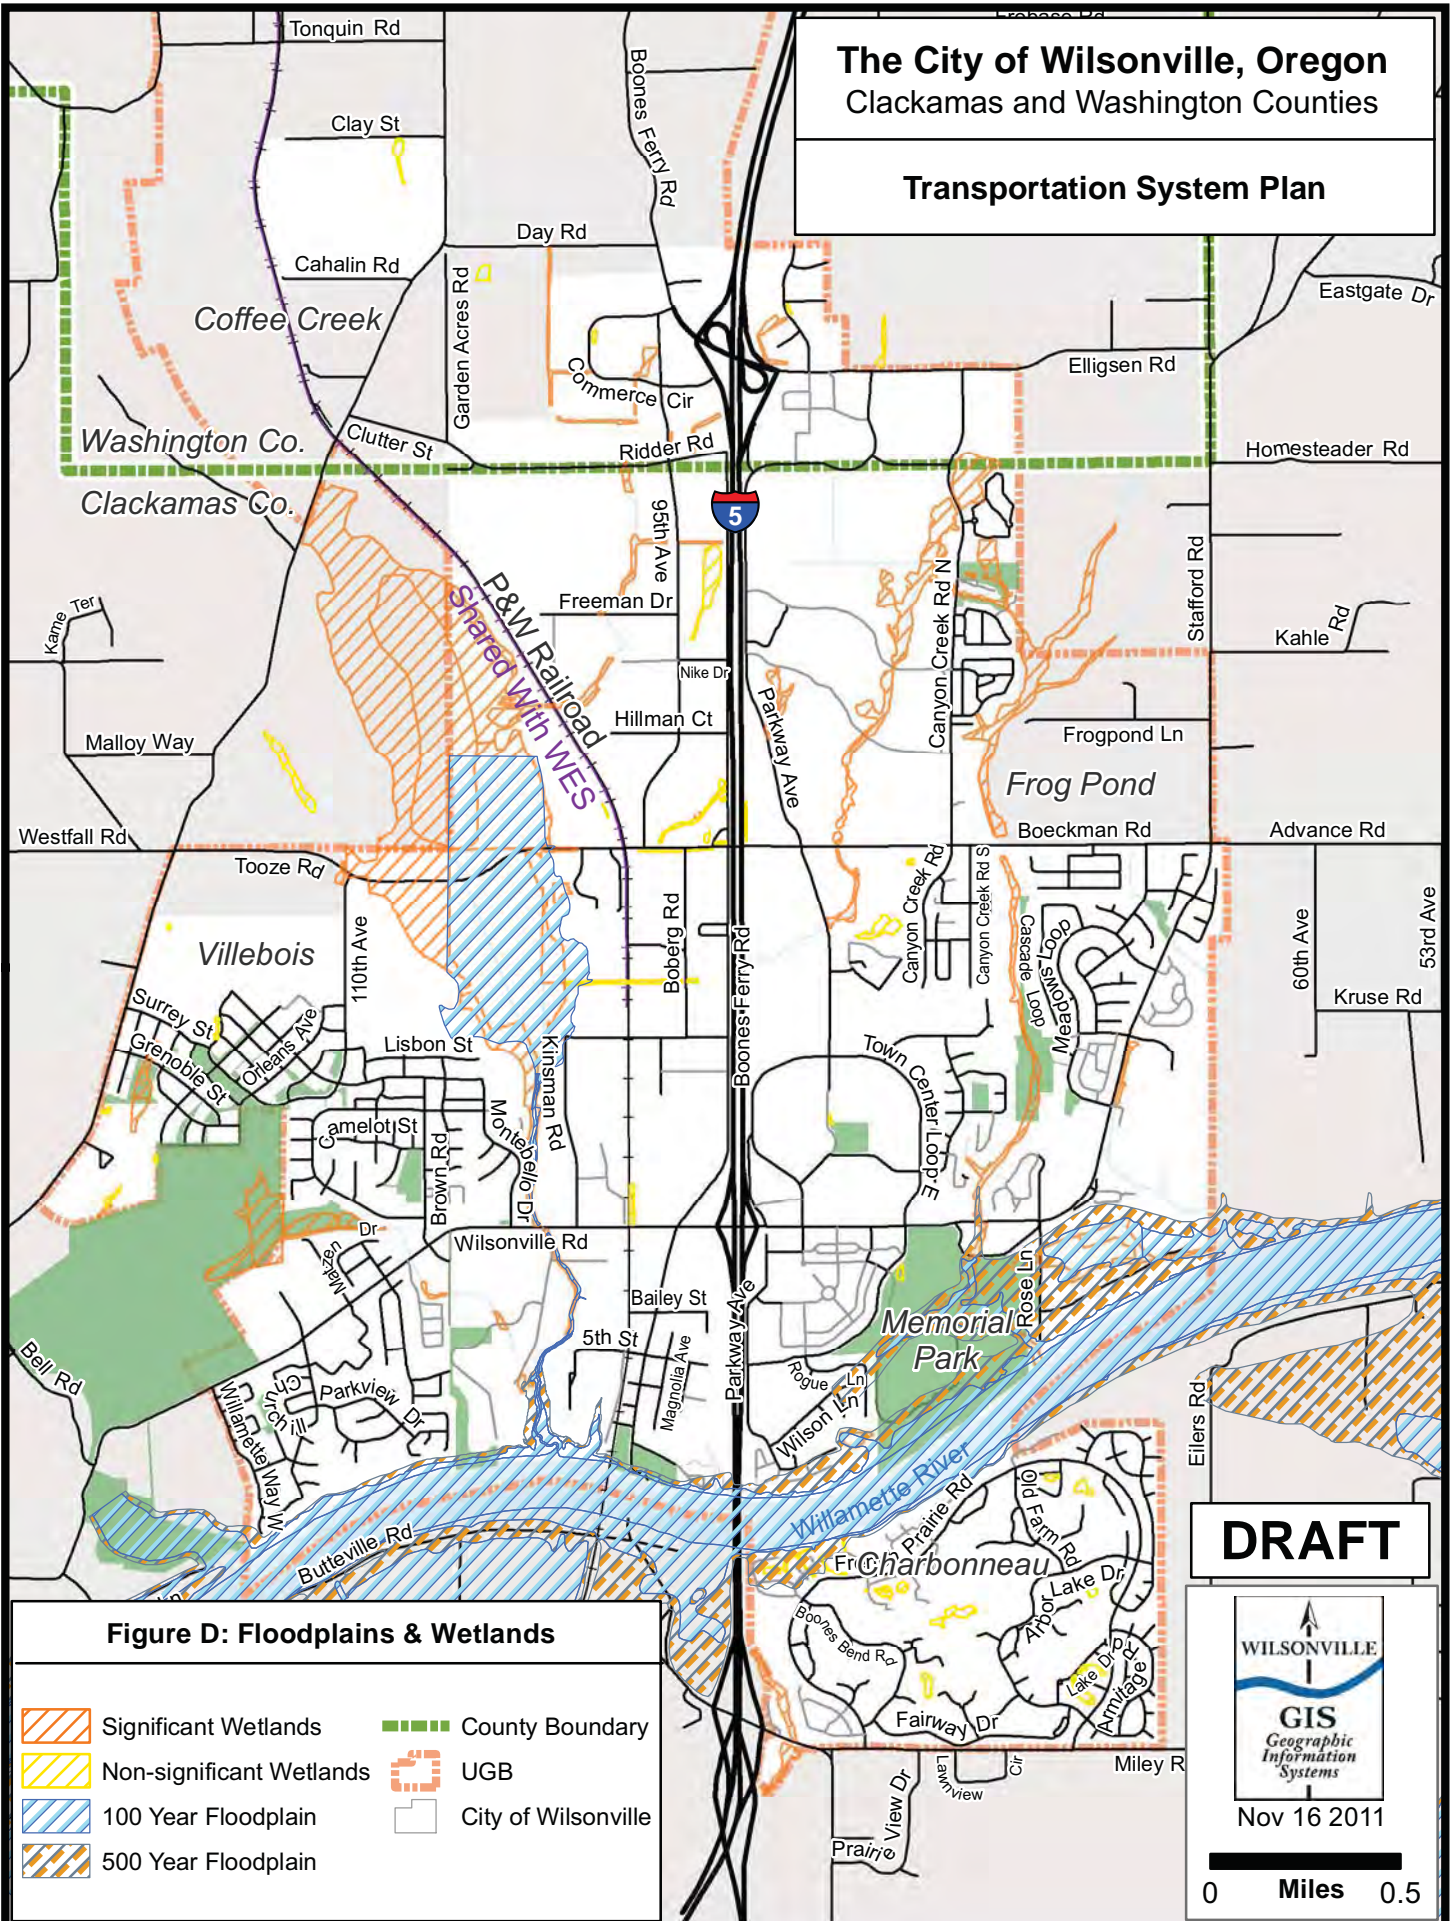 Frobase Rd
The City of Wilsonville, Oregon
Clackamas and Washington Counties
Transportation System Plan
Tonquin Rd
Boones Ferry Rd
Clay St
Day Rd
Cahalin Rd
Garden Acres Rd
Eastgate Dr
Coffee Creek
Elligsen Rd
Commerce Cir
Washington Co.
Clutter St
Ridder Rd
Homesteader Rd
Clackamas Co.
95th Ave
5
Stafford Rd
P&W Railroad
Shared With WES
Freeman Dr
Canyon Creek Rd N
Kame Ter
Kahle Rd
Nike Dr
Parkway Ave
Hillman Ct
Malloy Way
Frogpond Ln
Frog Pond
Westfall Rd
Boeckman Rd
Advance Rd
Tooze Rd
Canyon Creek Rd
Canyon Creek Rd S
Boberg Rd
110th Ave
Villebois
Boones Ferry Rd
Cascade Loop
Meadows Loop
60th Ave
53rd Ave
Kruse Rd
Surrey St
Grenoble St
Orleans Ave
Lisbon St
Kinsman Rd
Town Center Loop E
Camelot St
Montebello Dr
Brown Rd
Matzen Dr
Wilsonville Rd
Rose Ln
Bailey St
Parkway Ave
Memorial
Park
5th St
Magnolia Ave
Rogue Ln
Wilson Ln
Bell Rd
Churchill
Parkview Dr
Willamette Way W
Eilers Rd
Willamette River
Prairie Rd
Old Farm Rd
Butteville Rd
Charbonneau
Lake Dr
Arbor
Boones Bend Rd
Lake Dr
Armitage Rd
Fairway Dr
Miley R
Lawnview
Cir
Prairie View Dr
DRAFT
WILSONVILLE
GIS
Geographic
Information
Systems
Nov 16 2011
0 Miles 0.5
Figure D: Floodplains & Wetlands
Significant Wetlands
Non-significant Wetlands
100 Year Floodplain
500 Year Floodplain
County Boundary
UGB
City of Wilsonville